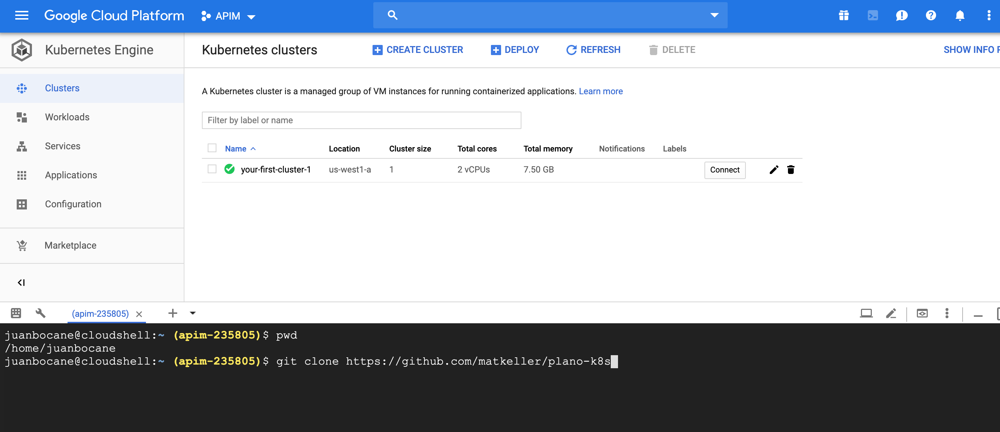 Google Cloud Platform APIM
Kubernetes Engine
Kubernetes clusters CREATE CLUSTER DEPLOY REFRESH DELETE SHOW INFO
Clusters
Workloads
Services
Applications
Configuration
Marketplace
A Kubernetes cluster is a managed group of VM instances for running containerized applications. Learn more
Filter by label or name
Name Location Cluster size Total cores Total memory Notifications Labels
your-first-cluster-1 us-west1-a 1 2 vCPUs 7.50 GB Connect
(apim-235805)
juanbocane@cloudshell:~ (apim-235805)$ pwd
/home/juanbocane
juanbocane@cloudshell:~ (apim-235805)$ git clone https://github.com/matkeller/plano-k8s